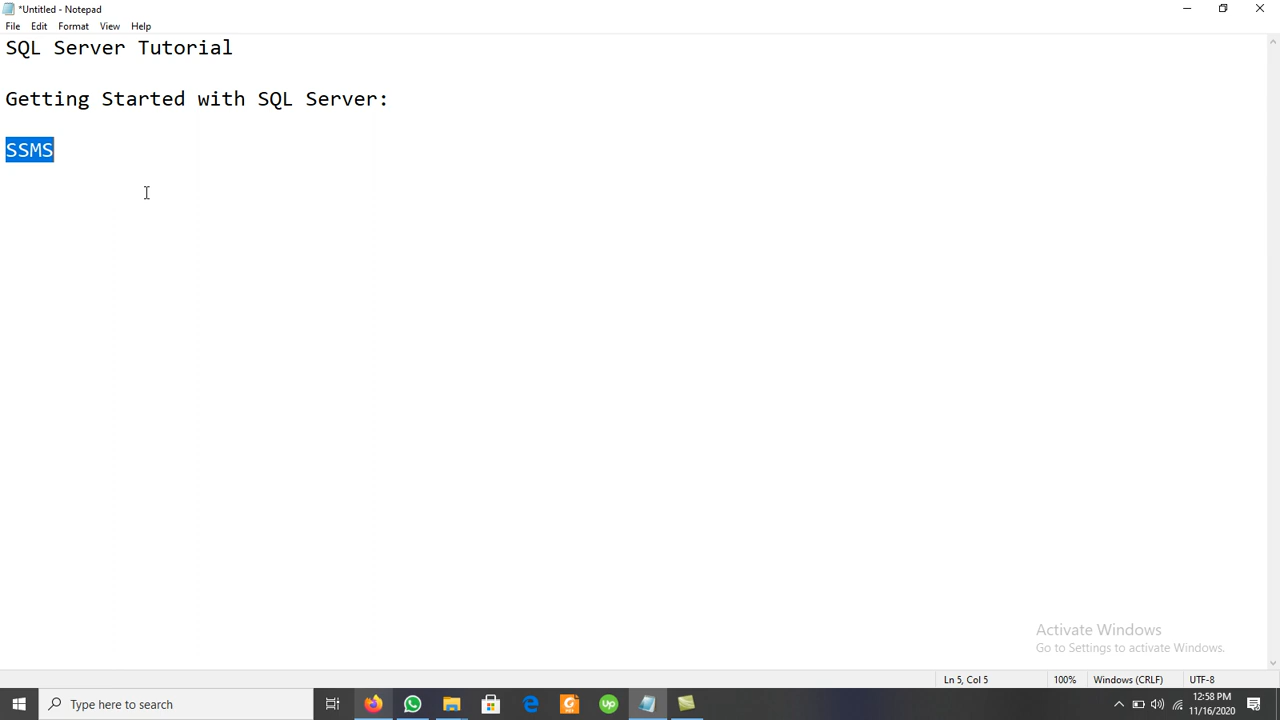 *Untitled - Notepad
File Edit Format View Help
SQL Server Tutorial
Getting Started with SQL Server:
SSMS
Activate Windows
Go to Settings to activate Windows.
Ln 5, Col 5 100% Windows (CRLF) UTF-8
Type here to search
up
12:58 PM
11/16/2020